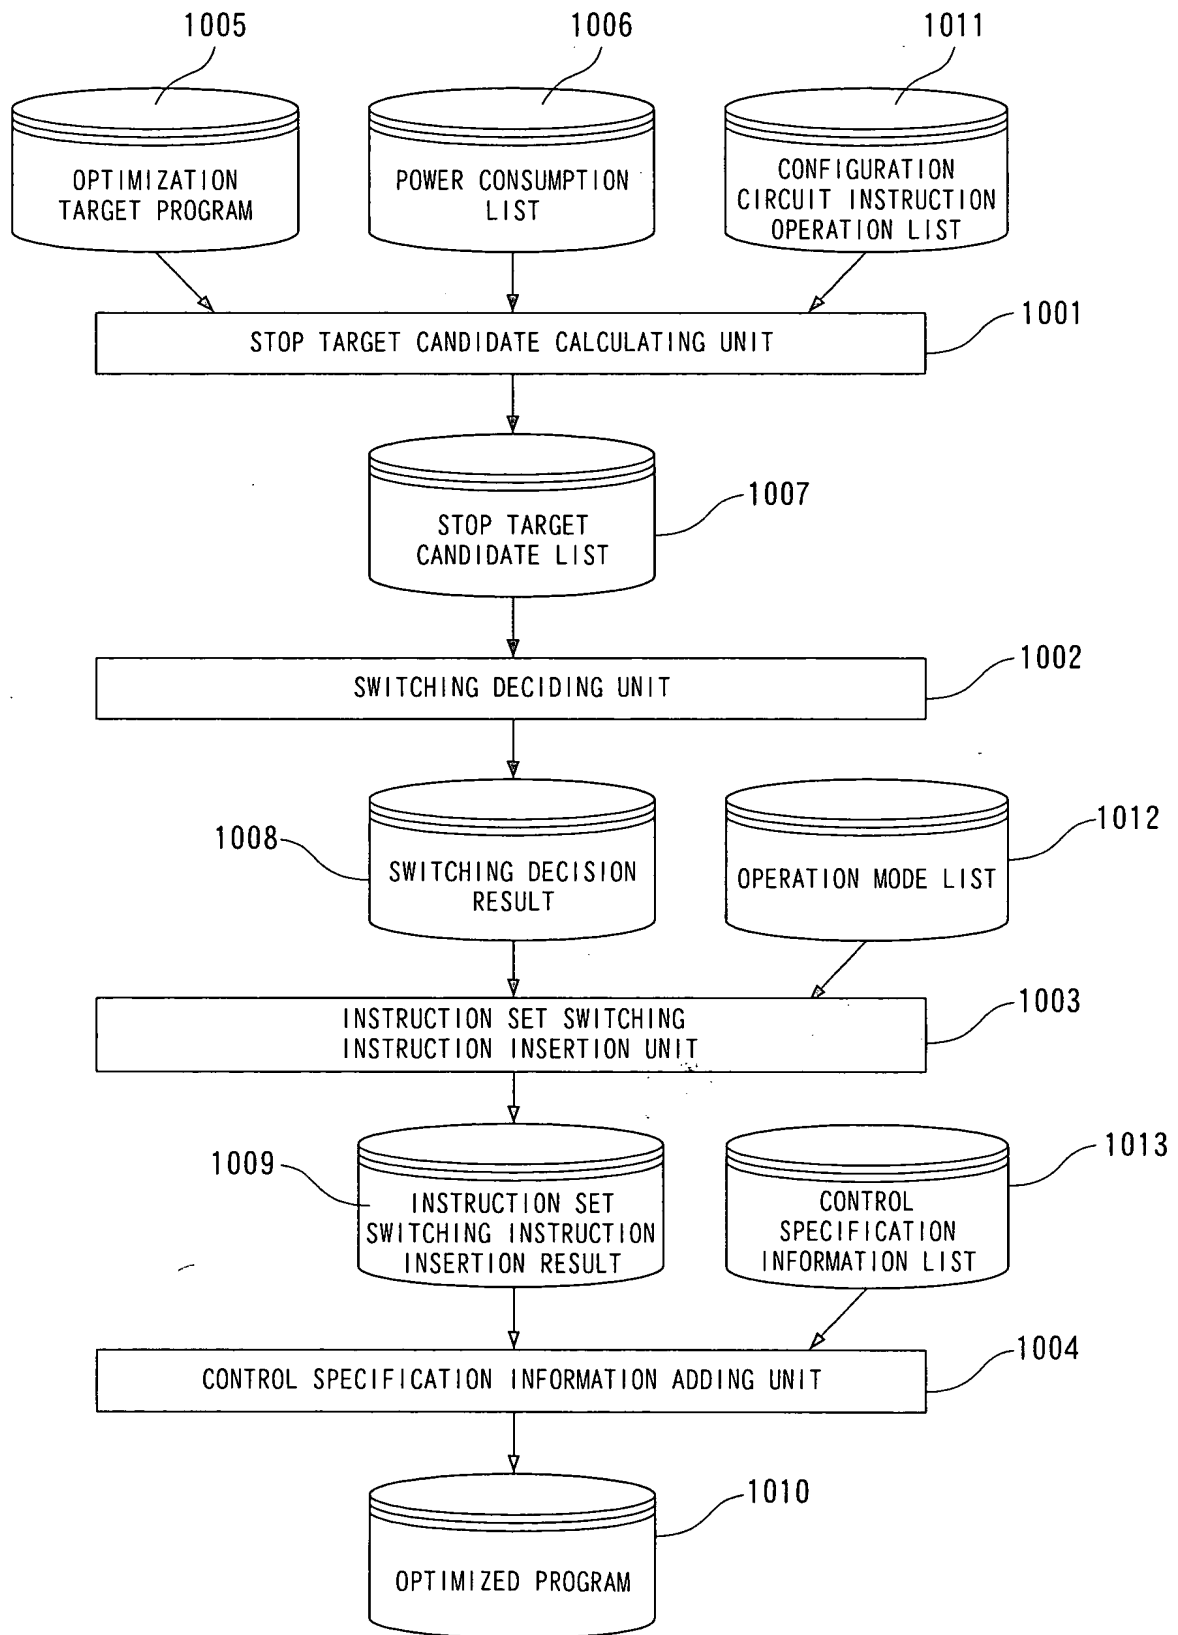 1005
1006
1011
OPTIMIZATION
TARGET PROGRAM
POWER CONSUMPTION
LIST
CONFIGURATION
CIRCUIT INSTRUCTION
OPERATION LIST
1001
STOP TARGET CANDIDATE CALCULATING UNIT
1007
STOP TARGET
CANDIDATE LIST
1002
SWITCHING DECIDING UNIT
1008
SWITCHING DECISION
RESULT
1012
OPERATION MODE LIST
1003
INSTRUCTION SET SWITCHING
INSTRUCTION INSERTION UNIT
1009
INSTRUCTION SET
SWITCHING INSTRUCTION
INSERTION RESULT
1013
CONTROL
SPECIFICATION
INFORMATION LIST
1004
CONTROL SPECIFICATION INFORMATION ADDING UNIT
1010
OPTIMIZED PROGRAM